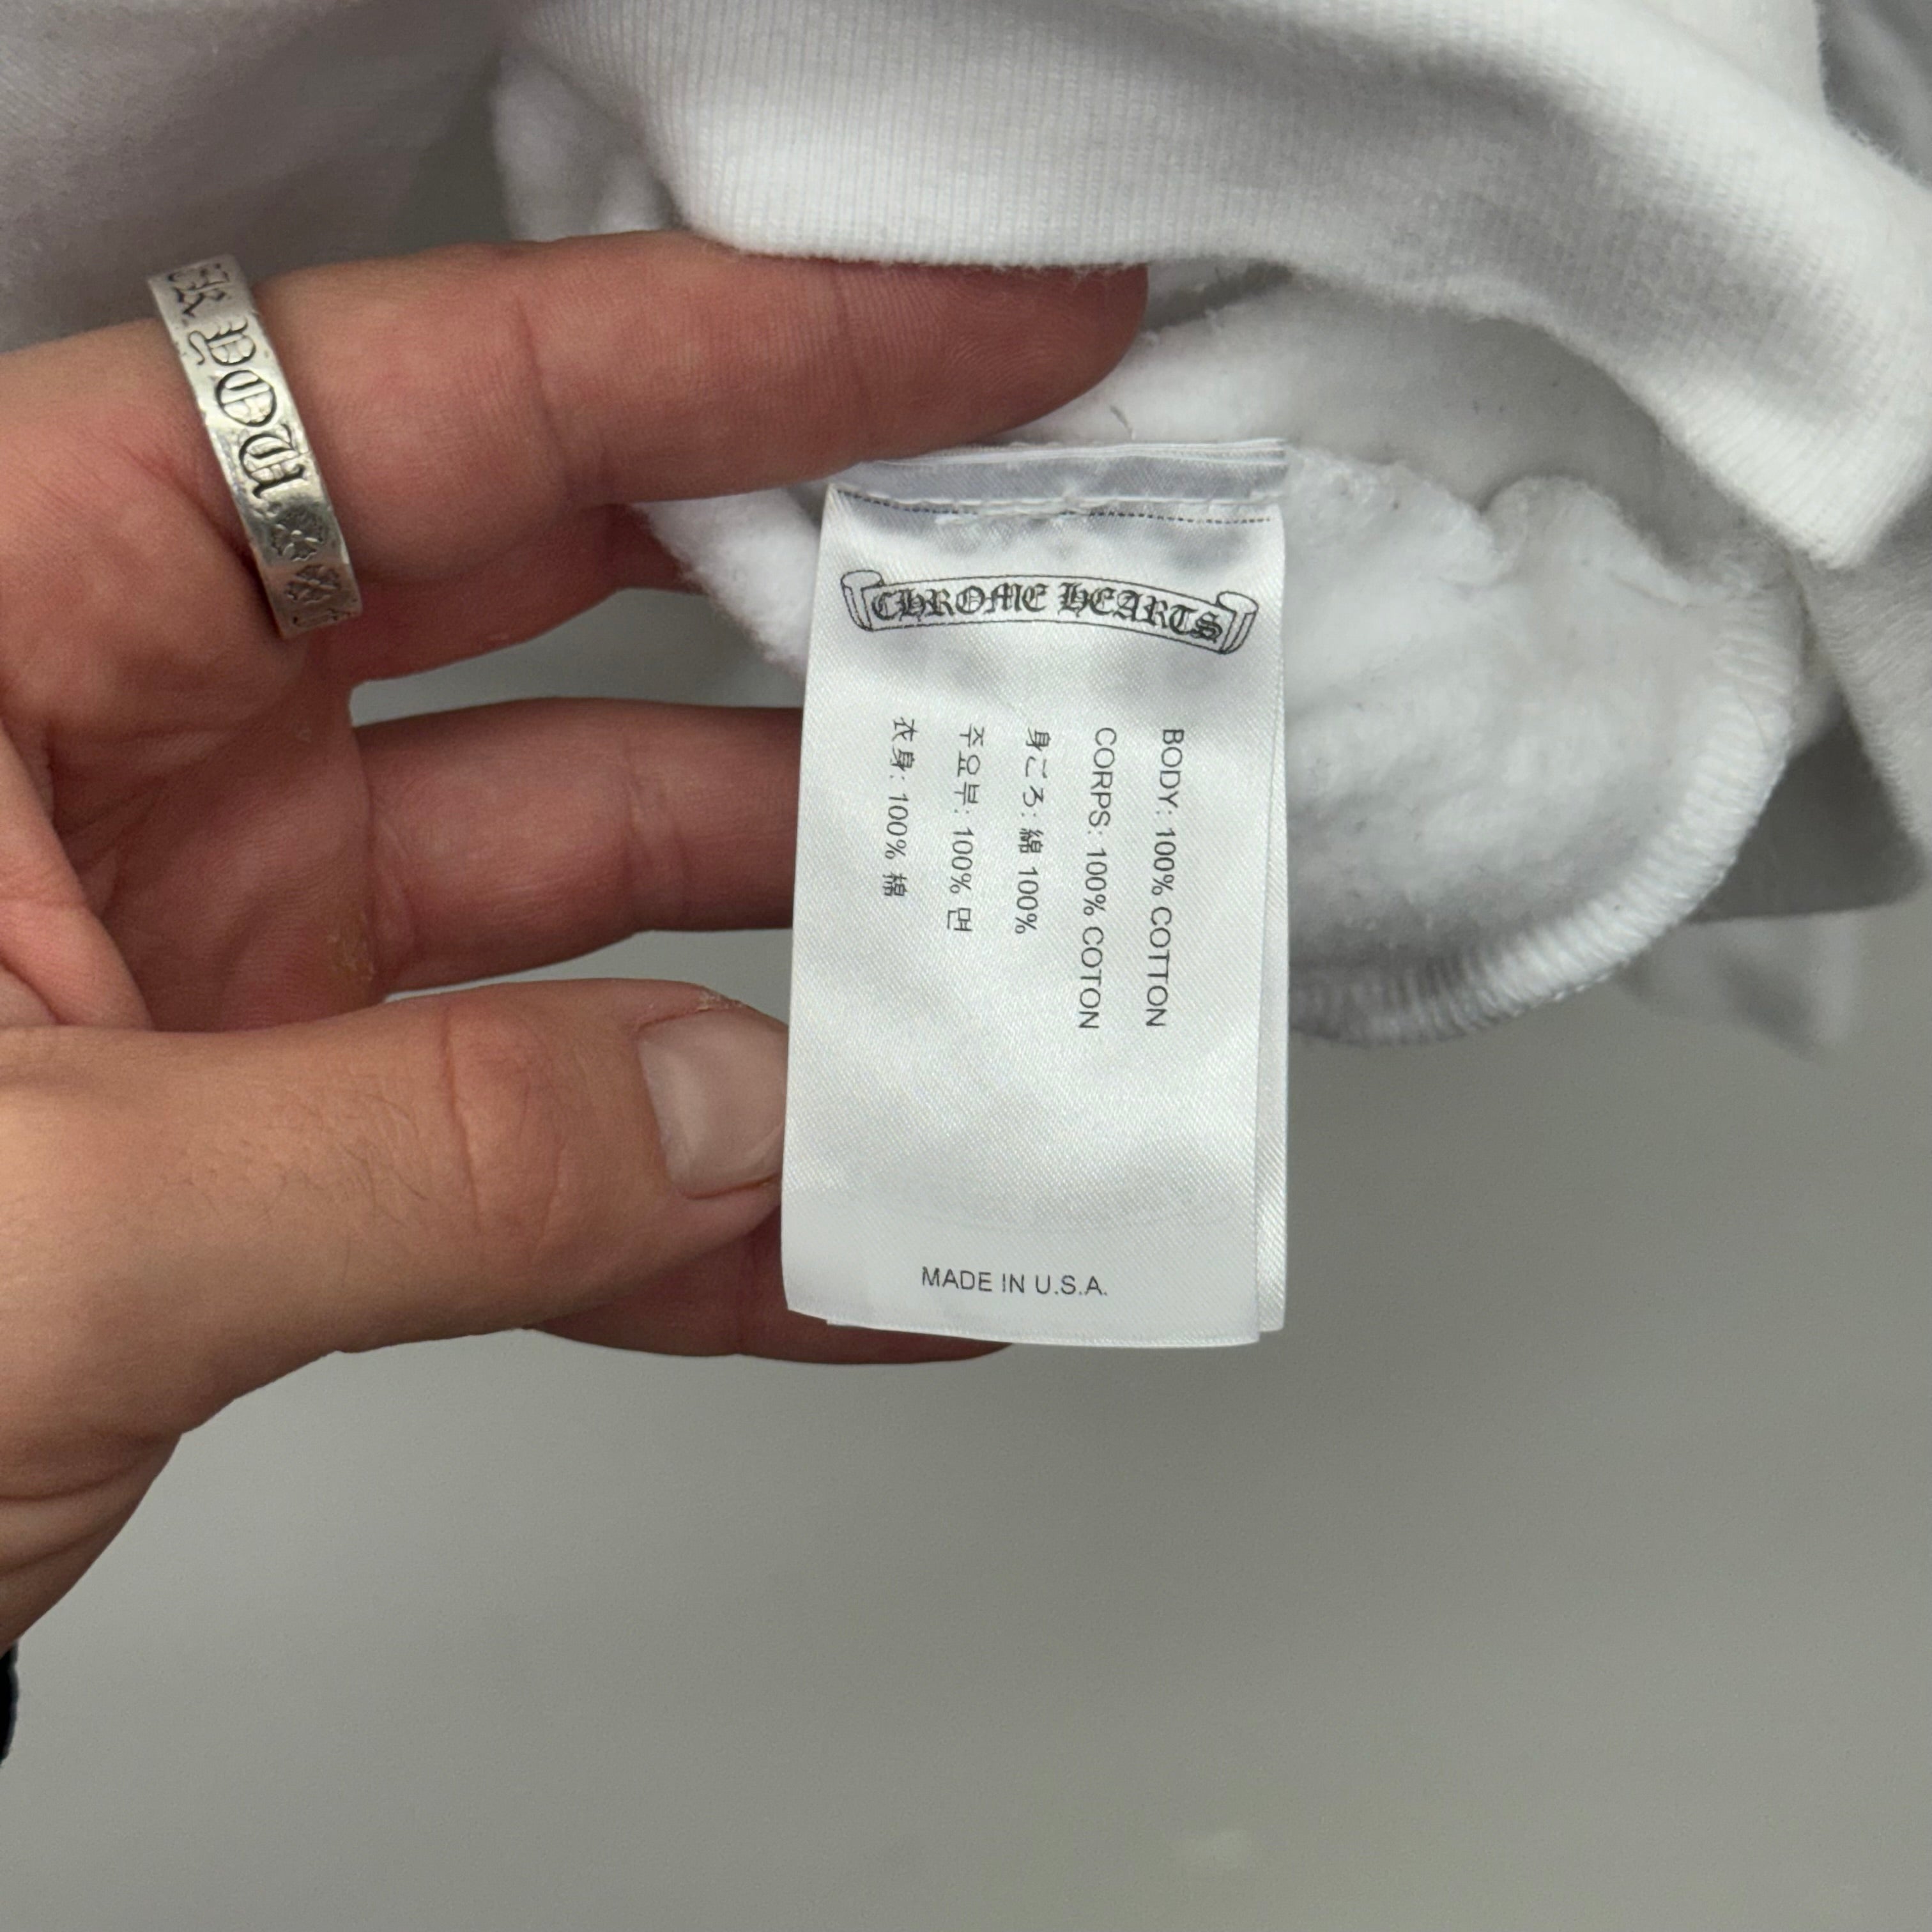 YOU
CHROME HEARTS
BODY: 100% COTTON
CORPS: 100% COTON
身ごろ: 綿 100%
주요부: 100% 면
衣身: 100% 棉
MADE IN U.S.A.